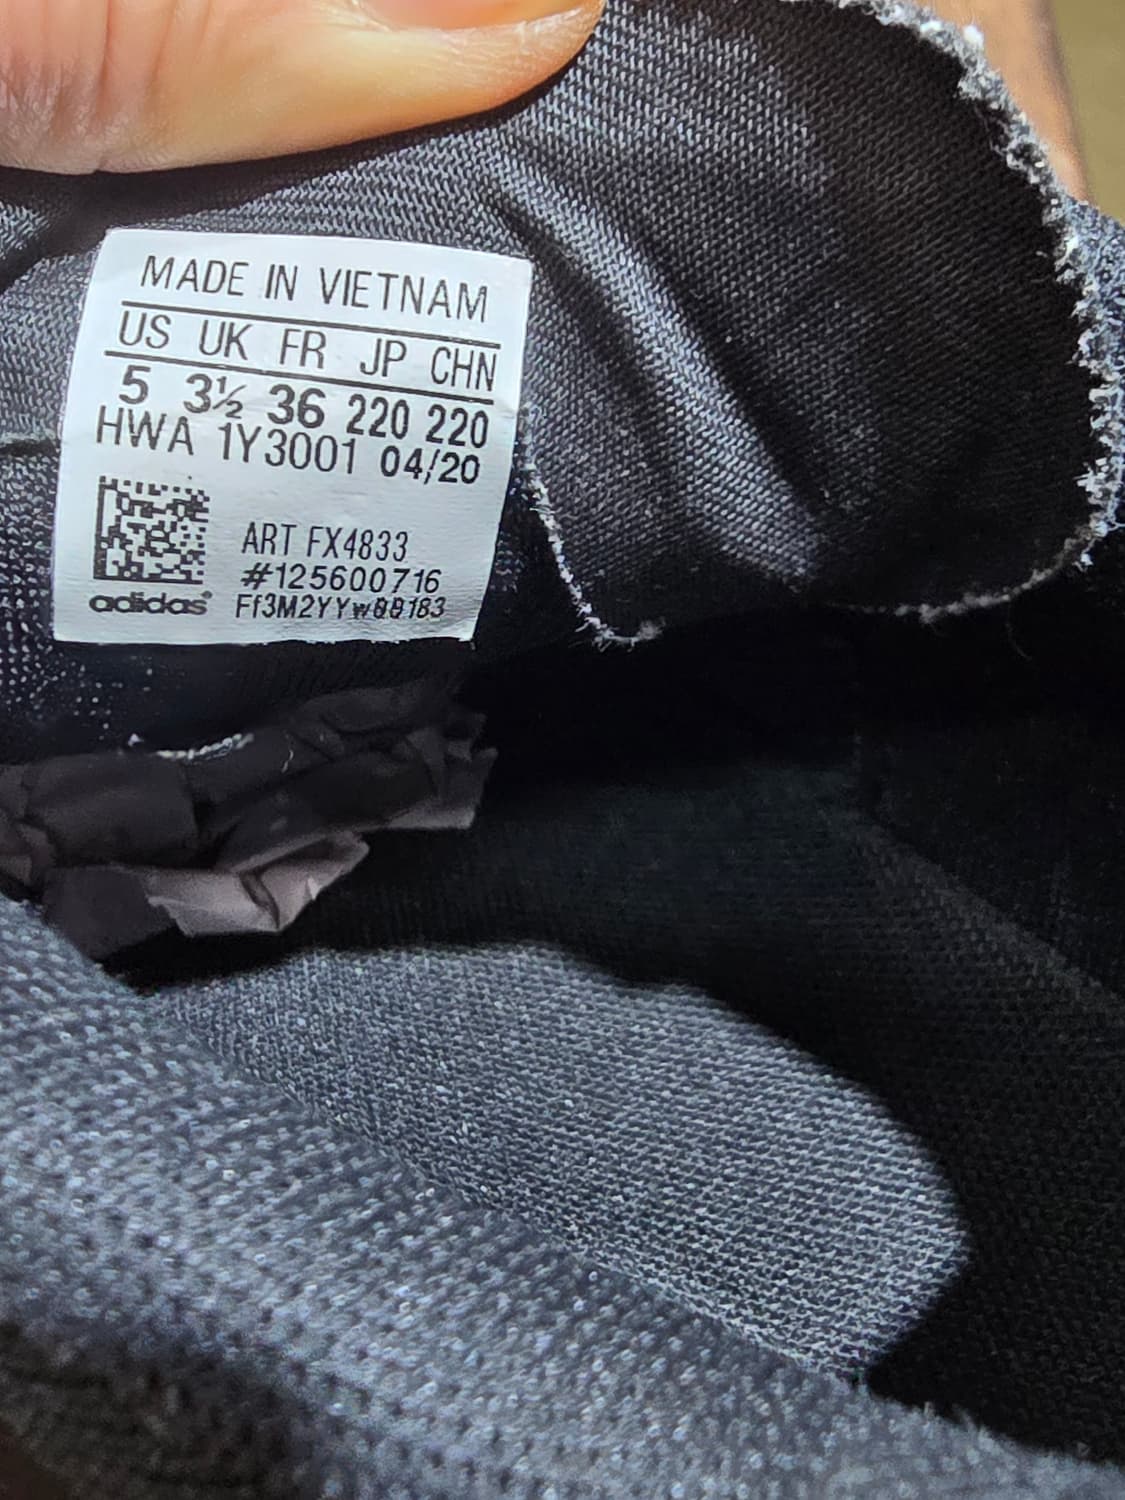 MADE IN VIETNAM
US UK FR JP CHN
5 3½ 36 220 220
HWA 1Y3001 04/20
ART FX4833
#125600716
adidas®